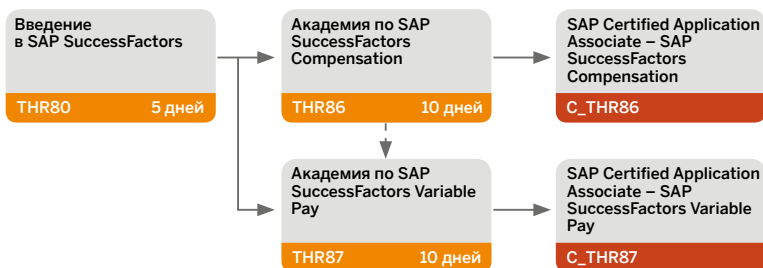 Введение
в SAP SuccessFactors
THR80 5 дней
Академия по SAP
SuccessFactors
Compensation
THR86 10 дней
SAP Certified Application
Associate – SAP
SuccessFactors
Compensation
C_THR86
Академия по SAP
SuccessFactors Variable
Pay
THR87 10 дней
SAP Certified Application
Associate – SAP
SuccessFactors Variable
Pay
C_THR87